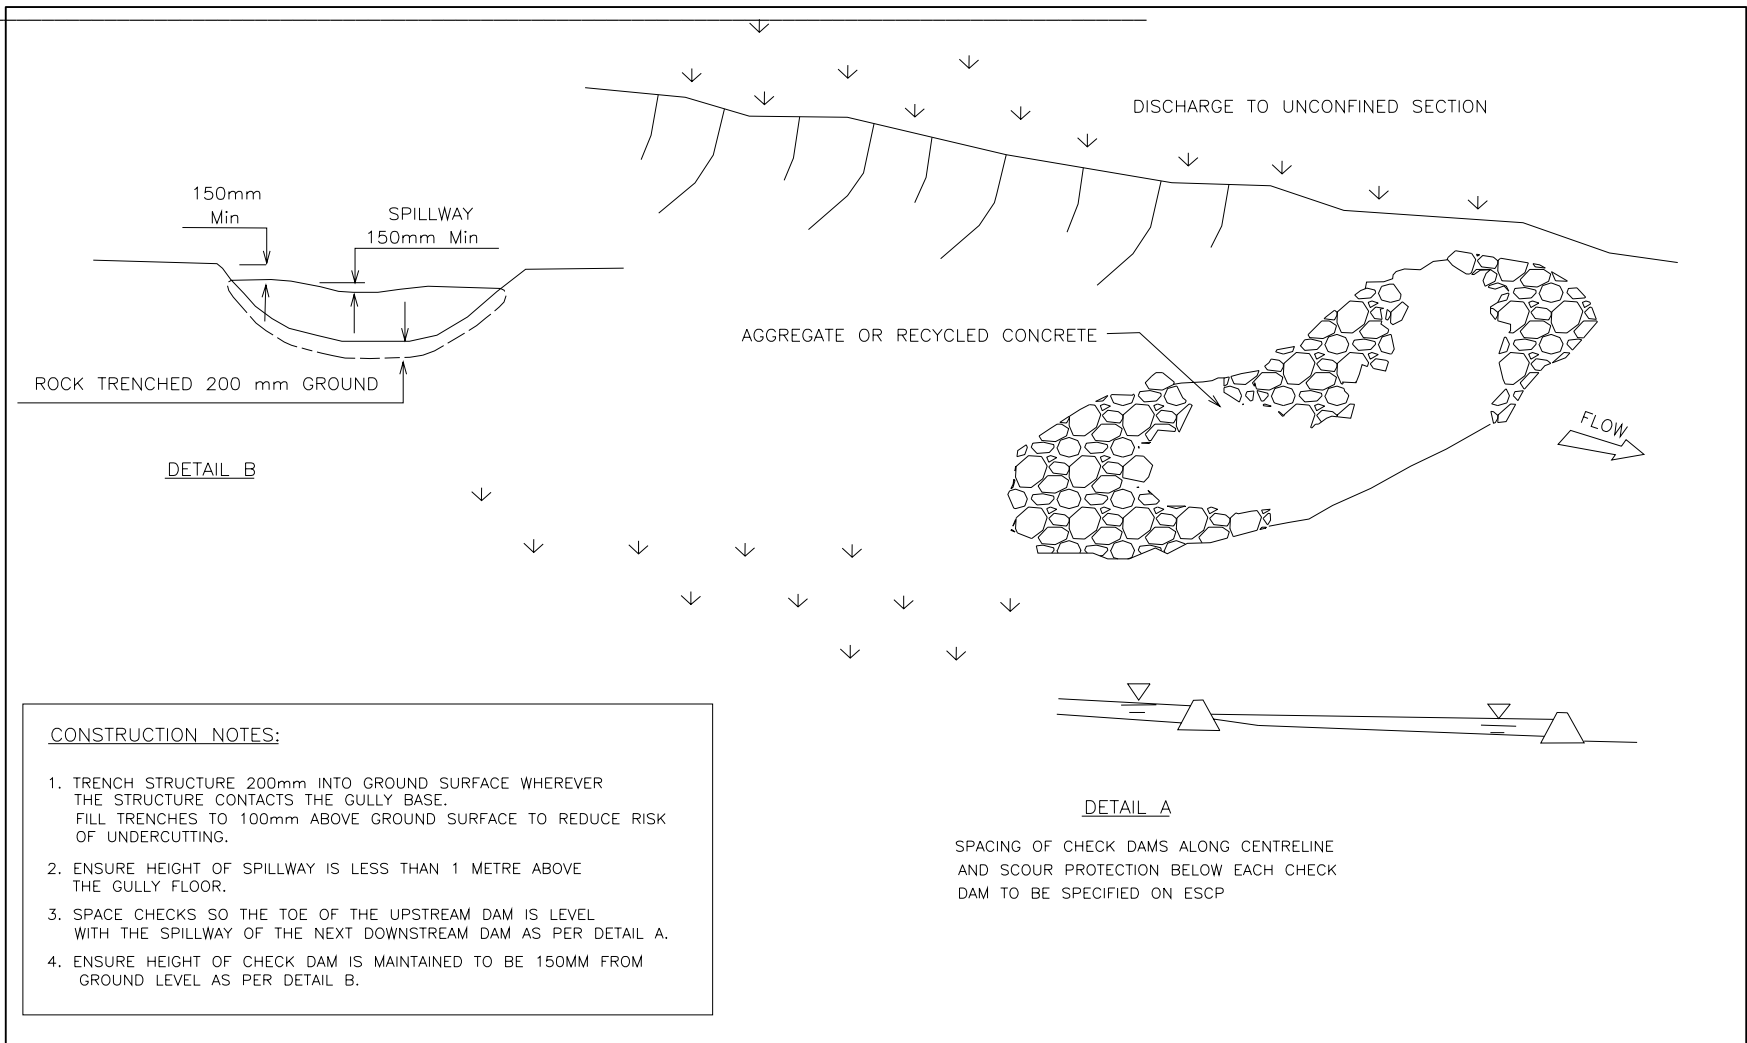 DISCHARGE TO UNCONFINED SECTION
150mm
Min
SPILLWAY
150mm Min
AGGREGATE OR RECYCLED CONCRETE
ROCK TRENCHED 200 mm GROUND
FLOW
DETAIL B
CONSTRUCTION NOTES:
1. TRENCH STRUCTURE 200mm INTO GROUND SURFACE WHEREVER
THE STRUCTURE CONTACTS THE GULLY BASE.
FILL TRENCHES TO 100mm ABOVE GROUND SURFACE TO REDUCE RISK
OF UNDERCUTTING.
2. ENSURE HEIGHT OF SPILLWAY IS LESS THAN 1 METRE ABOVE
THE GULLY FLOOR.
3. SPACE CHECKS SO THE TOE OF THE UPSTREAM DAM IS LEVEL
WITH THE SPILLWAY OF THE NEXT DOWNSTREAM DAM AS PER DETAIL A.
4. ENSURE HEIGHT OF CHECK DAM IS MAINTAINED TO BE 150MM FROM
GROUND LEVEL AS PER DETAIL B.
DETAIL A
SPACING OF CHECK DAMS ALONG CENTRELINE
AND SCOUR PROTECTION BELOW EACH CHECK
DAM TO BE SPECIFIED ON ESCP